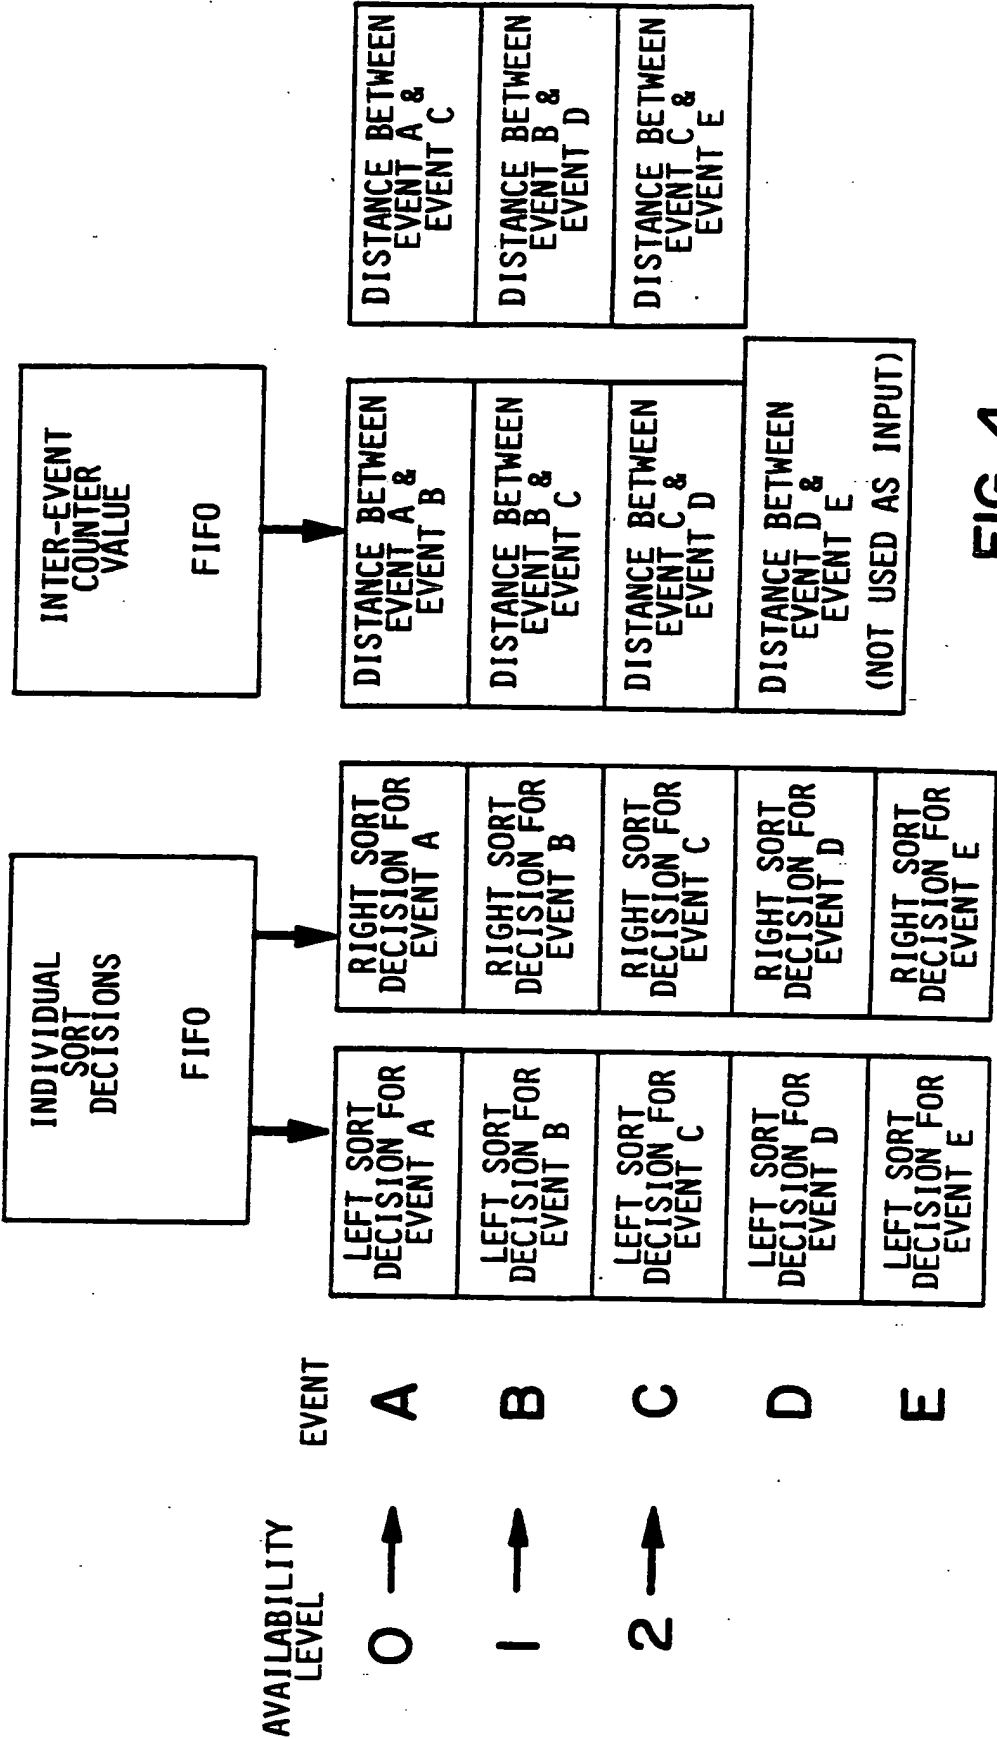 INDIVIDUAL
SORT
DECISIONS
FIFO
INTER-EVENT
COUNTER
VALUE
FIFO
AVAILABILITY
LEVEL
EVENT
0
A
LEFT SORT
DECISION FOR
EVENT A
RIGHT SORT
DECISION FOR
EVENT A
DISTANCE BETWEEN
EVENT A &
EVENT B
DISTANCE BETWEEN
EVENT A &
EVENT C
1
B
LEFT SORT
DECISION FOR
EVENT B
RIGHT SORT
DECISION FOR
EVENT B
DISTANCE BETWEEN
EVENT B &
EVENT C
DISTANCE BETWEEN
EVENT B &
EVENT D
2
C
LEFT SORT
DECISION FOR
EVENT C
RIGHT SORT
DECISION FOR
EVENT C
DISTANCE BETWEEN
EVENT C &
EVENT D
DISTANCE BETWEEN
EVENT C &
EVENT E
D
LEFT SORT
DECISION FOR
EVENT D
RIGHT SORT
DECISION FOR
EVENT D
DISTANCE BETWEEN
EVENT D &
EVENT E
(NOT USED AS INPUT)
E
LEFT SORT
DECISION FOR
EVENT E
RIGHT SORT
DECISION FOR
EVENT E
FIG 4